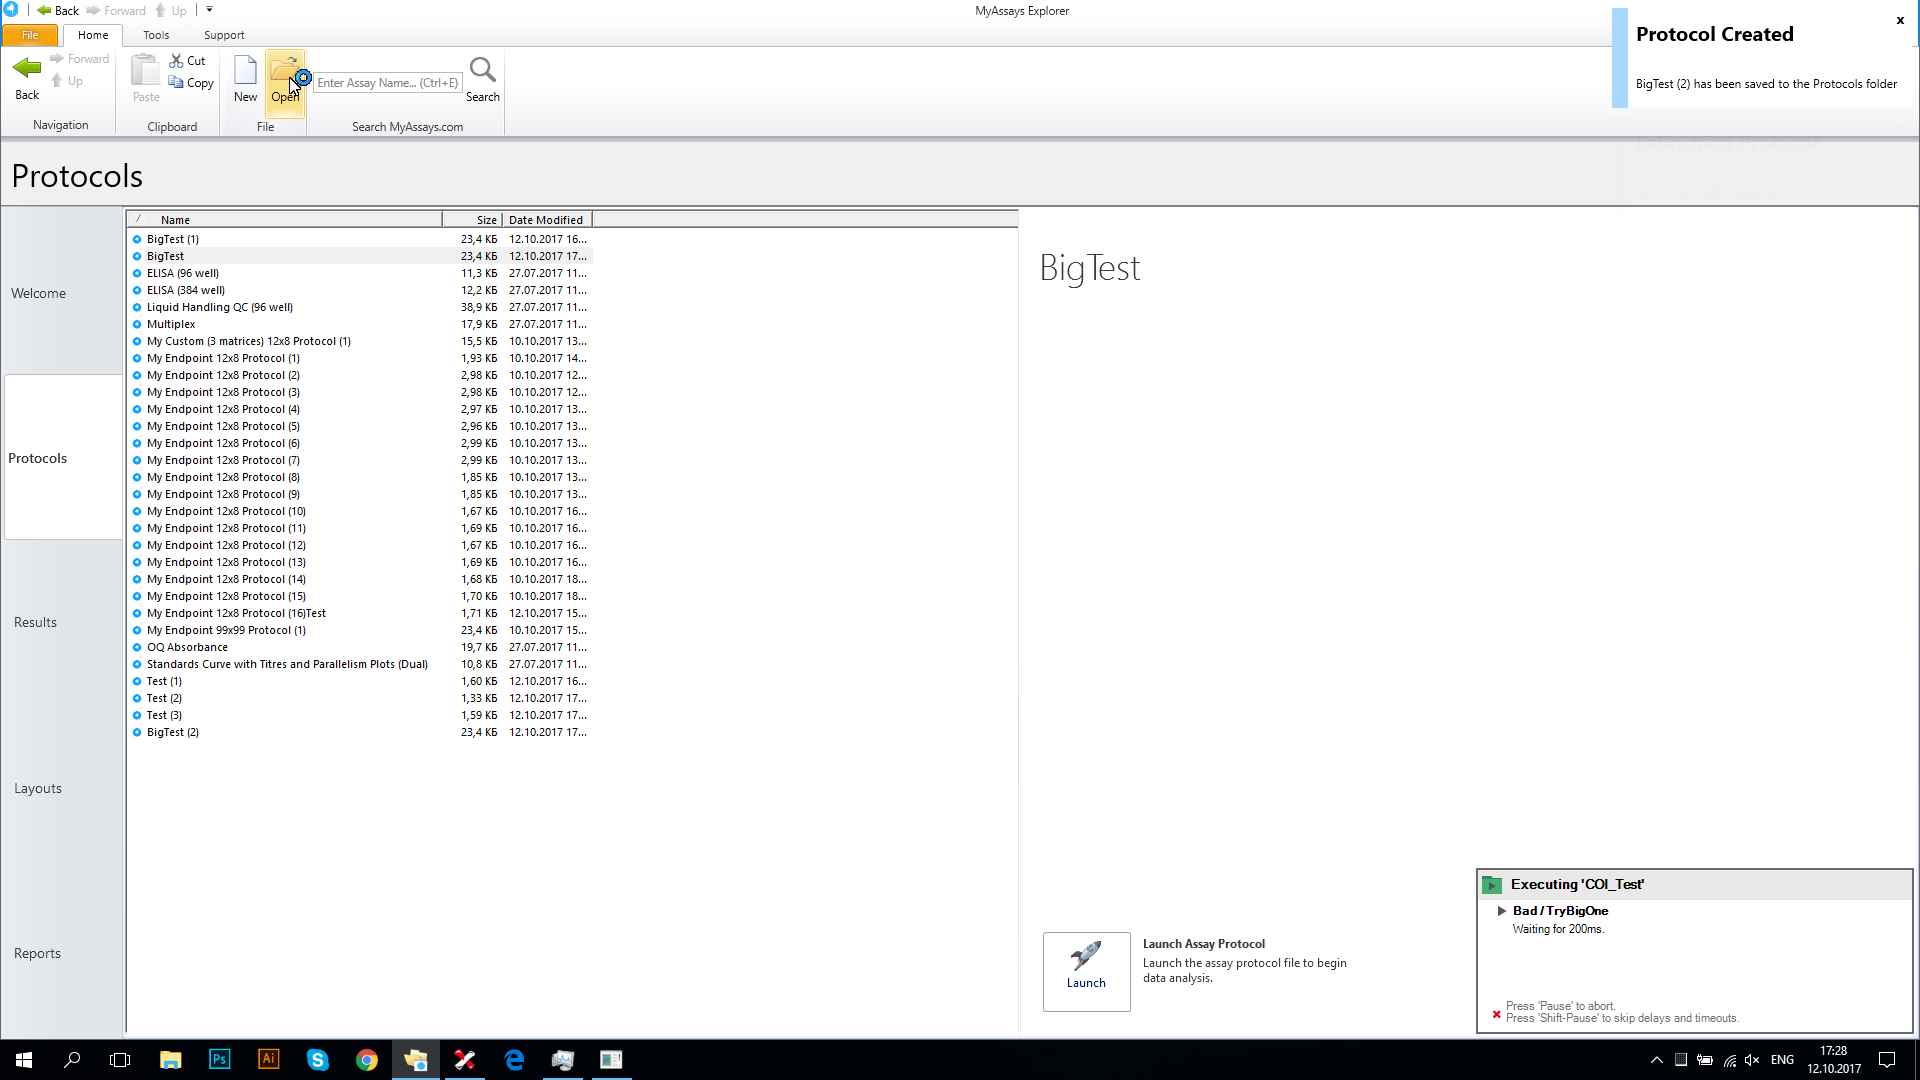 Back Forward Up
MyAssays Explorer
File Home Tools Support
Back
Forward
Up
Navigation
Paste
Cut
Copy
Clipboard
New
Open
File
Enter Assay Name... (Ctrl+E)
Search
Search MyAssays.com
x
Protocol Created
BigTest (2) has been saved to the Protocols folder
Protocols
Welcome
Protocols
Results
Layouts
Reports
Name Size Date Modified
BigTest (1) 23,4 КБ 12.10.2017 16...
BigTest 23,4 КБ 12.10.2017 17...
ELISA (96 well) 11,3 КБ 27.07.2017 11...
ELISA (384 well) 12,2 КБ 27.07.2017 11...
Liquid Handling QC (96 well) 38,9 КБ 27.07.2017 11...
Multiplex 17,9 КБ 27.07.2017 11...
My Custom (3 matrices) 12x8 Protocol (1) 15,5 КБ 10.10.2017 13...
My Endpoint 12x8 Protocol (1) 1,93 КБ 10.10.2017 14...
My Endpoint 12x8 Protocol (2) 2,98 КБ 10.10.2017 12...
My Endpoint 12x8 Protocol (3) 2,98 КБ 10.10.2017 12...
My Endpoint 12x8 Protocol (4) 2,97 КБ 10.10.2017 13...
My Endpoint 12x8 Protocol (5) 2,96 КБ 10.10.2017 13...
My Endpoint 12x8 Protocol (6) 2,99 КБ 10.10.2017 13...
My Endpoint 12x8 Protocol (7) 2,99 КБ 10.10.2017 13...
My Endpoint 12x8 Protocol (8) 1,85 КБ 10.10.2017 13...
My Endpoint 12x8 Protocol (9) 1,85 КБ 10.10.2017 13...
My Endpoint 12x8 Protocol (10) 1,67 КБ 10.10.2017 16...
My Endpoint 12x8 Protocol (11) 1,69 КБ 10.10.2017 16...
My Endpoint 12x8 Protocol (12) 1,67 КБ 10.10.2017 16...
My Endpoint 12x8 Protocol (13) 1,69 КБ 10.10.2017 16...
My Endpoint 12x8 Protocol (14) 1,68 КБ 10.10.2017 18...
My Endpoint 12x8 Protocol (15) 1,70 КБ 10.10.2017 18...
My Endpoint 12x8 Protocol (16)Test 1,71 КБ 12.10.2017 15...
My Endpoint 99x99 Protocol (1) 23,4 КБ 10.10.2017 15...
OQ Absorbance 19,7 КБ 27.07.2017 11...
Standards Curve with Titres and Parallelism Plots (Dual) 10,8 КБ 27.07.2017 11...
Test (1) 1,60 КБ 12.10.2017 16...
Test (2) 1,33 КБ 12.10.2017 17...
Test (3) 1,59 КБ 12.10.2017 17...
BigTest (2) 23,4 КБ 12.10.2017 17...
BigTest
Launch
Launch Assay Protocol
Launch the assay protocol file to begin
data analysis.
Executing 'COI_Test'
Bad / TryBigOne
Waiting for 200ms.
Press 'Pause' to abort.
Press 'Shift-Pause' to skip delays and timeouts.
Ps Ai
ENG
17:28
12.10.2017